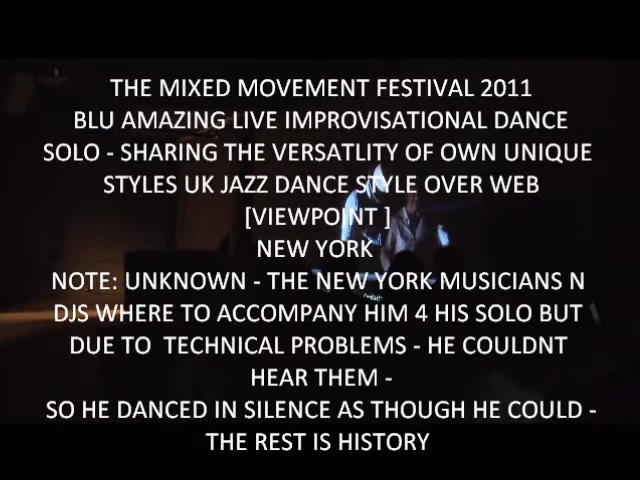 THE MIXED MOVEMENT FESTIVAL 2011
BLU AMAZING LIVE IMPROVISATIONAL DANCE
SOLO - SHARING THE VERSATLITY OF OWN UNIQUE
STYLES UK JAZZ DANCE STYLE OVER WEB
[VIEWPOINT ]
NEW YORK
NOTE: UNKNOWN - THE NEW YORK MUSICIANS N
DJS WHERE TO ACCOMPANY HIM 4 HIS SOLO BUT
DUE TO  TECHNICAL PROBLEMS - HE COULDNT
HEAR THEM -
SO HE DANCED IN SILENCE AS THOUGH HE COULD -
THE REST IS HISTORY